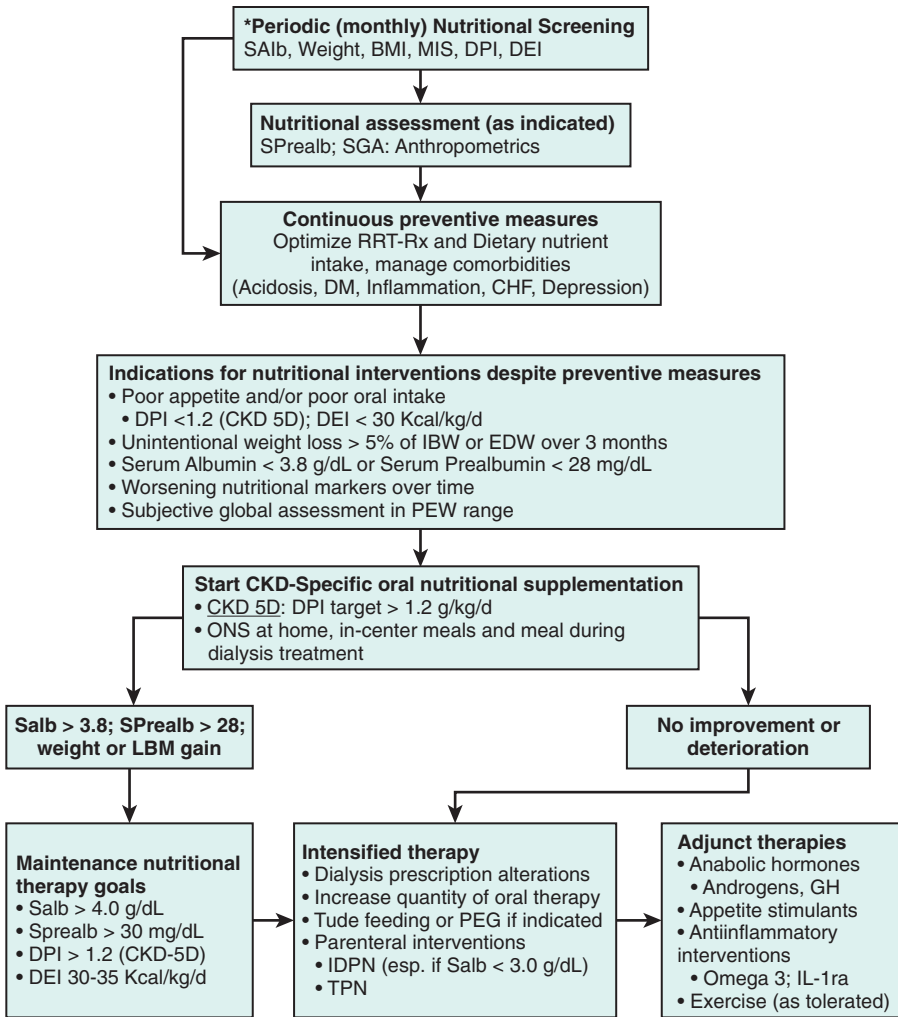 *Periodic (monthly) Nutritional Screening
SAlb, Weight, BMI, MIS, DPI, DEI
Nutritional assessment (as indicated)
SPrealb; SGA: Anthropometrics
Continuous preventive measures
Optimize RRT-Rx and Dietary nutrient
intake, manage comorbidities
(Acidosis, DM, Inflammation, CHF, Depression)
Indications for nutritional interventions despite preventive measures
• Poor appetite and/or poor oral intake
• DPI <1.2 (CKD 5D); DEI < 30 Kcal/kg/d
• Unintentional weight loss > 5% of IBW or EDW over 3 months
• Serum Albumin < 3.8 g/dL or Serum Prealbumin < 28 mg/dL
• Worsening nutritional markers over time
• Subjective global assessment in PEW range
Start CKD-Specific oral nutritional supplementation
• CKD 5D: DPI target > 1.2 g/kg/d
• ONS at home, in-center meals and meal during
dialysis treatment
Salb > 3.8; SPrealb > 28;
weight or LBM gain
No improvement or
deterioration
Maintenance nutritional
therapy goals
• Salb > 4.0 g/dL
• Sprealb > 30 mg/dL
• DPI > 1.2 (CKD-5D)
• DEI 30-35 Kcal/kg/d
Intensified therapy
• Dialysis prescription alterations
• Increase quantity of oral therapy
• Tude feeding or PEG if indicated
• Parenteral interventions
• IDPN (esp. if Salb < 3.0 g/dL)
• TPN
Adjunct therapies
• Anabolic hormones
• Androgens, GH
• Appetite stimulants
• Antiinflammatory
interventions
• Omega 3; IL-1ra
• Exercise (as tolerated)